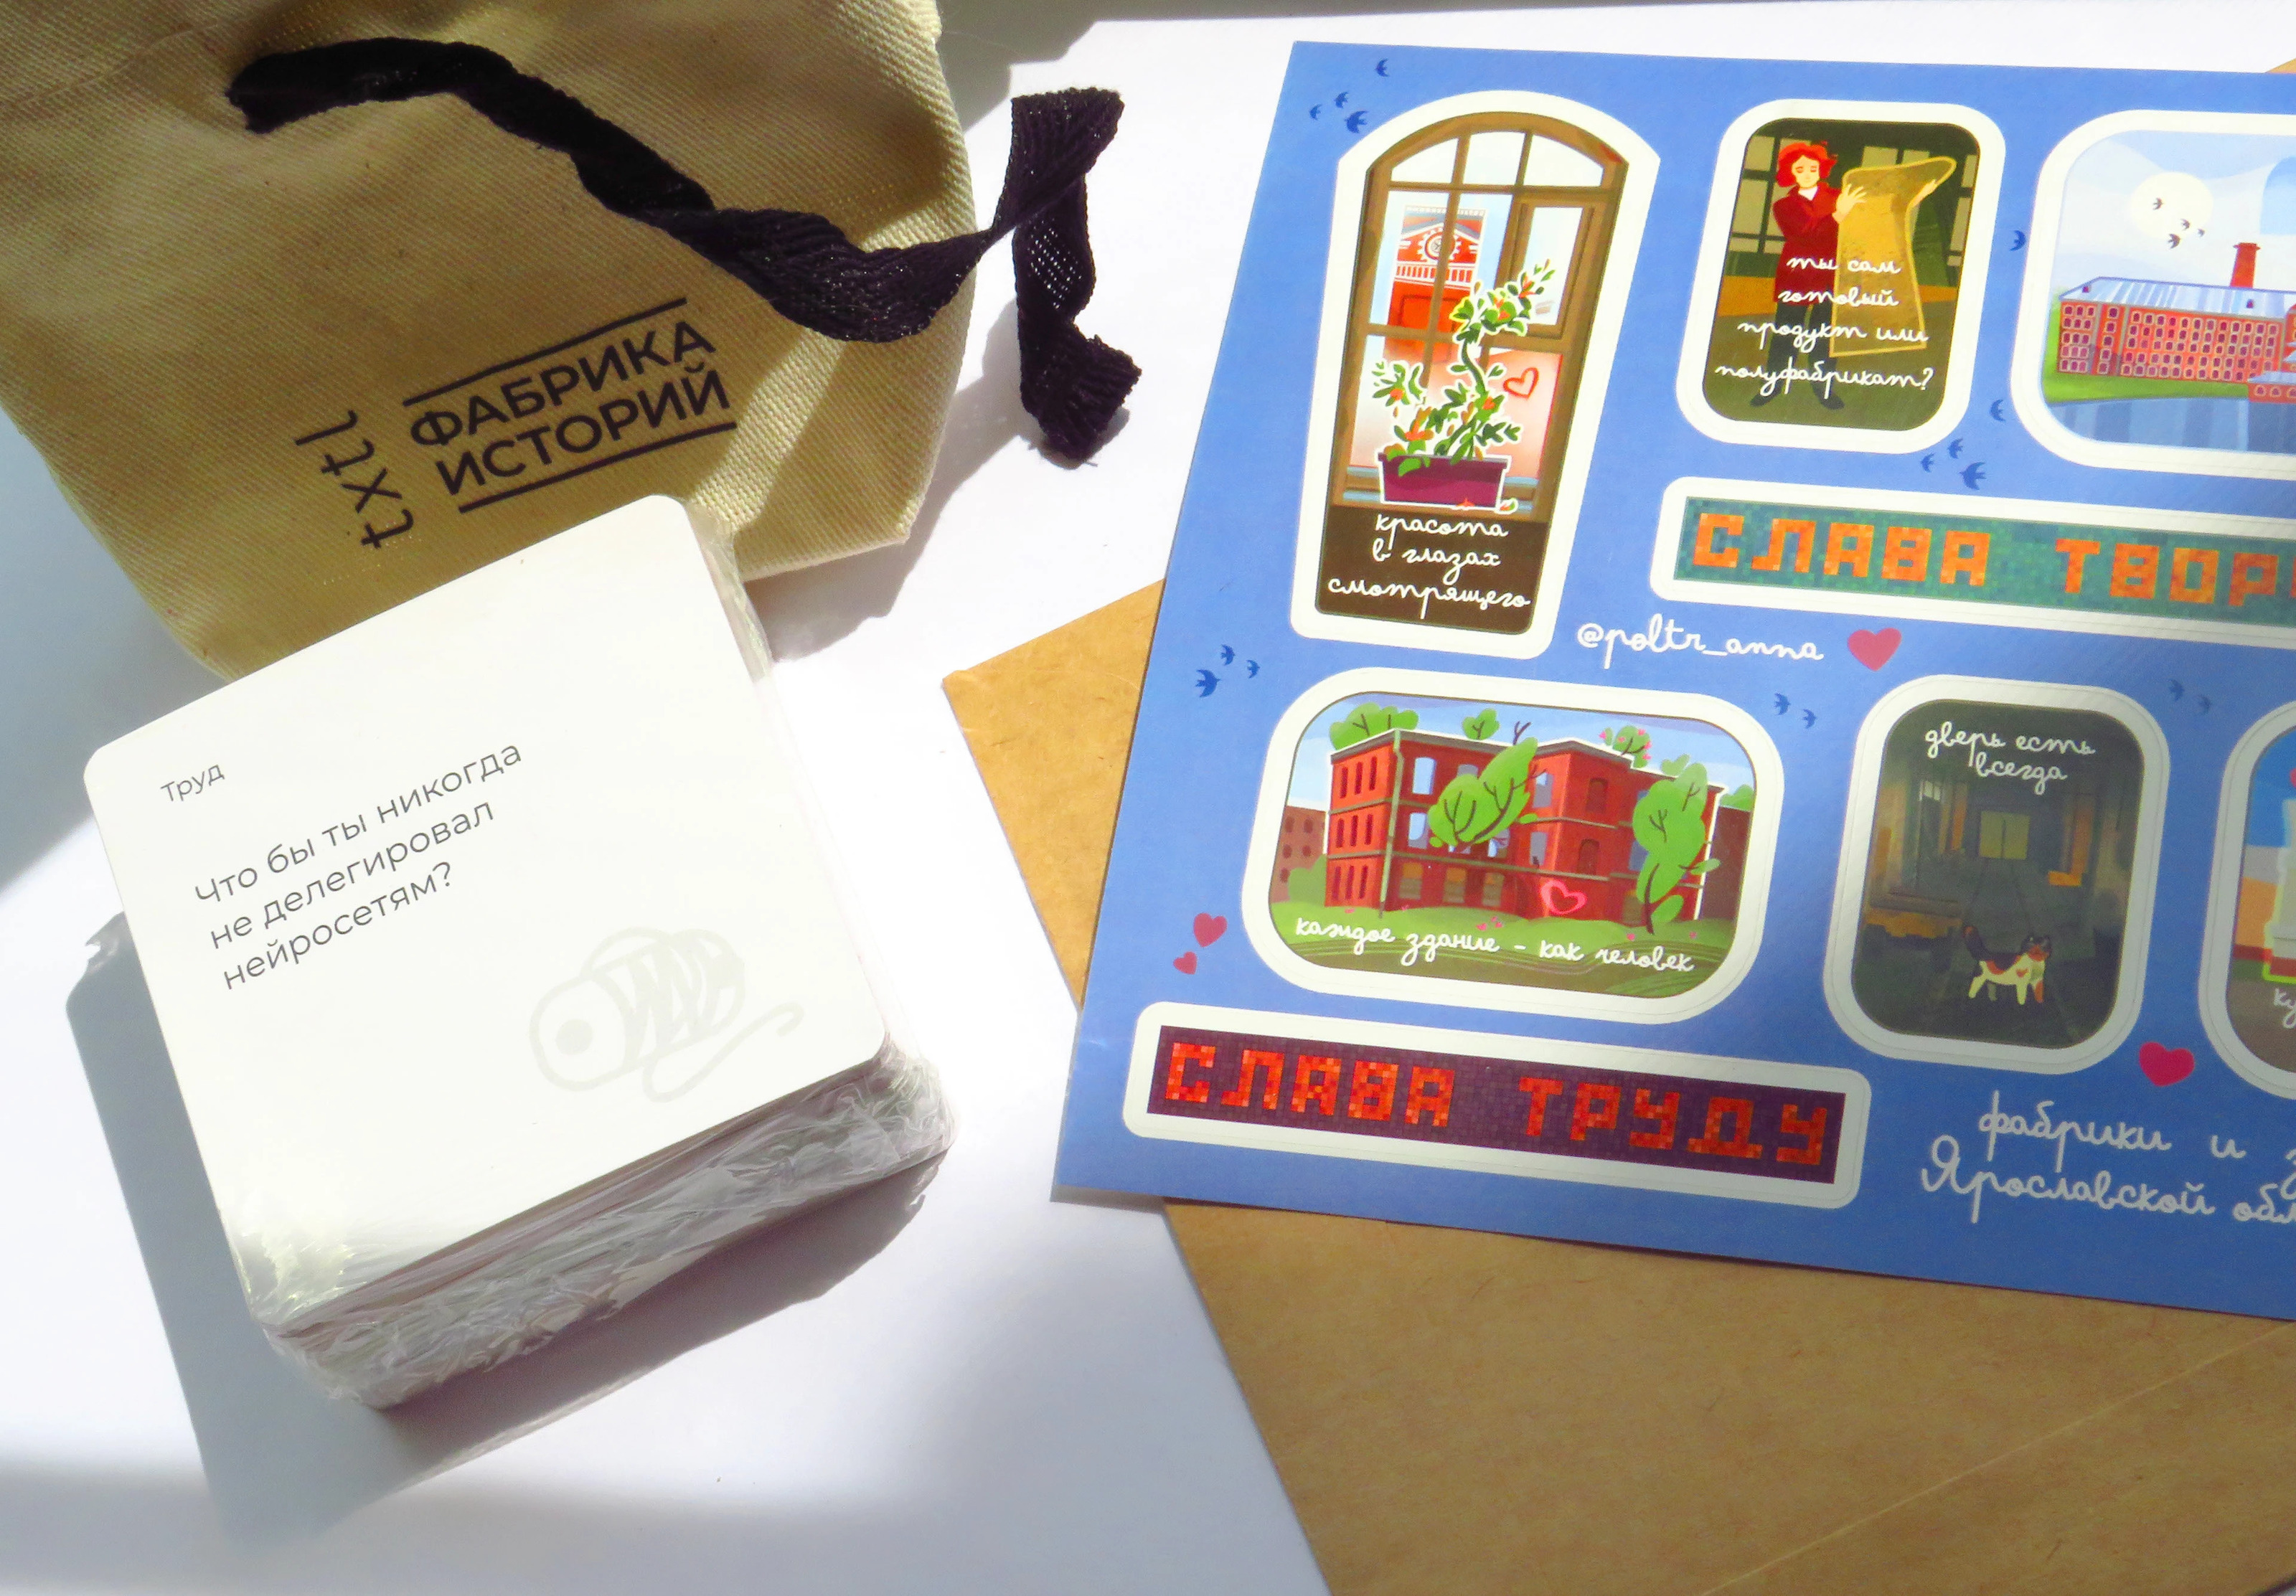 txtl
ФАБРИКА
ИСТОРИЙ
Труд
Что бы ты никогда
не делегировал
нейросетям?
красота
в глазах
смотрящего
ты сам
готовый
продукт или
полуфабрикат?
СЛАВА
@poltr_anna
каждое здание - как человек
дверь есть
всегда
СЛАВА ТРУДУ
фабрики и
Ярославской